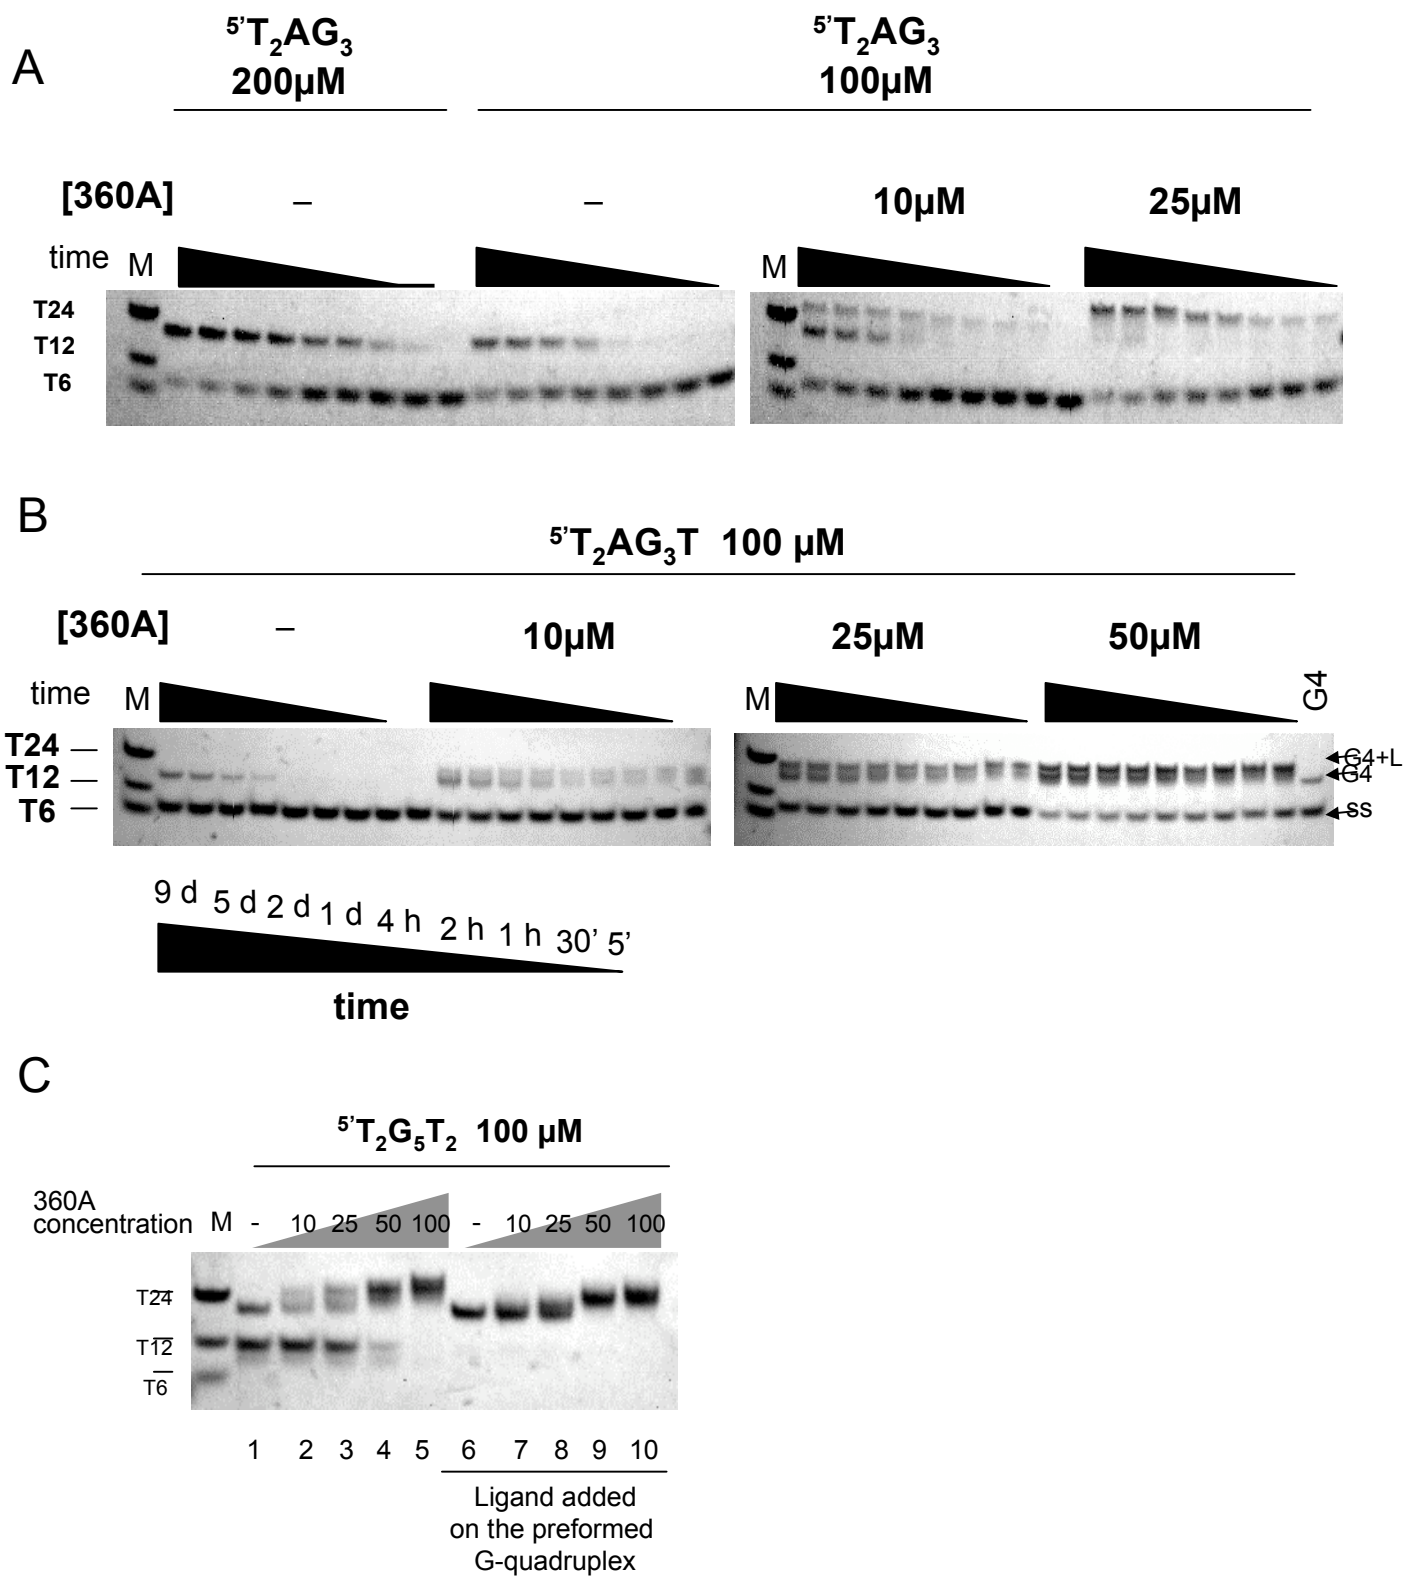 A
5'T2AG3
200µM
5'T2AG3
100µM
[360A] – – 10µM 25µM
time M M
T24
T12
T6
B
5'T2AG3T 100 µM
[360A] – 10µM 25µM 50µM
time M M G4
T24
T12
T6
G4+L
G4
ss
9 d 5 d 2 d 1 d 4 h 2 h 1 h 30' 5'
time
C
5'T2G5T2 100 µM
360A
concentration M - 10 25 50 100 - 10 25 50 100
T24
T12
T6
1 2 3 4 5 6 7 8 9 10
Ligand added
on the preformed
G-quadruplex